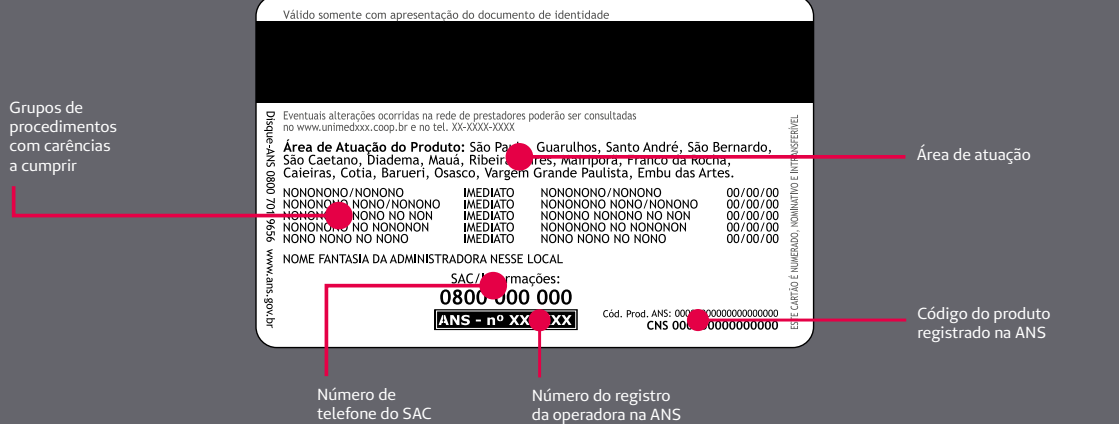 Válido somente com apresentação do documento de identidade
Grupos de
procedimentos
com carências
a cumprir
Disque-ANS 0800 701 9656 www.ans.gov.br
Eventuais alterações ocorridas na rede de prestadores poderão ser consultadas
no www.unimedxxx.coop.br e no tel. XX-XXXX-XXXX
Área de Atuação do Produto: São Guarulhos, Santo André, São Bernardo,
São Caetano, Diadema, Mauá, Mairiporã, Franco da Rocha,
Caieiras, Cotia, Barueri, Osasco, Vargem Grande Paulista, Embu das Artes.
NONONONO/NONONO IMEDIATO NONONONO/NONONO 00/00/00
NONONONO NONO/NONONO IMEDIATO NONONONO NONO/NONONO 00/00/00
NONONONO NONONO NO NON IMEDIATO NONONO NONONO NO NON 00/00/00
NONONONO NO NONONON IMEDIATO NONONONO NO NONONON 00/00/00
NONO NONO NO NONO IMEDIATO NONO NONO NO NONO 00/00/00
NOME FANTASIA DA ADMINISTRADORA NESSE LOCAL
SAC/Informações:
0800 000 000
ANS - nº XXXXXX
Cód. Prod. ANS:
CNS
ESTE CARTÃO É NUMERADO, NOMINATIVO E INTRANSFERÍVEL
Área de atuação
Código do produto
registrado na ANS
Número de
telefone do SAC
Número do registro
da operadora na ANS